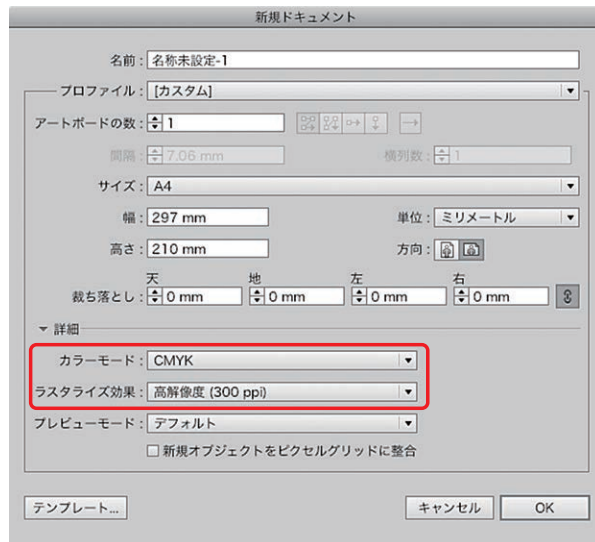 新規ドキュメント
名前：名称未設定-1
プロファイル：[カスタム]
アートボードの数：1
間隔：7.06 mm 横列数：1
サイズ：A4
幅：297 mm 単位：ミリメートル
高さ：210 mm 方向：
天 地 左 右
裁ち落とし：0 mm 0 mm 0 mm 0 mm
詳細
カラーモード：CMYK
ラスタライズ効果：高解像度 (300 ppi)
プレビューモード：デフォルト
新規オブジェクトをピクセルグリッドに整合
テンプレート... キャンセル OK